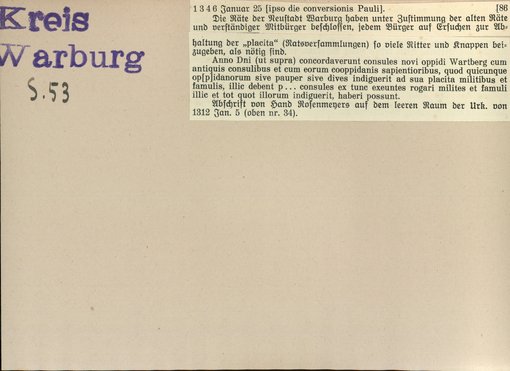 Kreis
Warburg
S. 53
1346 Januar 25 [ipso die conversionis Pauli]. [86
Die Räte der Neustadt Warburg haben unter Zustimmung der alten Räte
und verständiger Mitbürger beschlossen, jedem Bürger auf Ersuchen zur Ab-
haltung der „placita“ (Ratsversammlungen) so viele Ritter und Knappen bei-
zugeben, als nötig sind.
Anno Dni (ut supra) concordaverunt consules novi oppidi Wartberg cum
antiquis consulibus et cum eorum cooppidanis sapientioribus, quod quicunque
op[p]idanorum sive pauper sive dives indiguerit ad sua placita militibus et
famulis, illic debent p... consules ex tunc exeuntes rogari milites et famuli
illic et tot quot illorum indiguerit, haberi possunt.
Abschrift von Hand Rosenmeyers auf dem leeren Raum der Urk. von
1312 Jan. 5 (oben nr. 34).